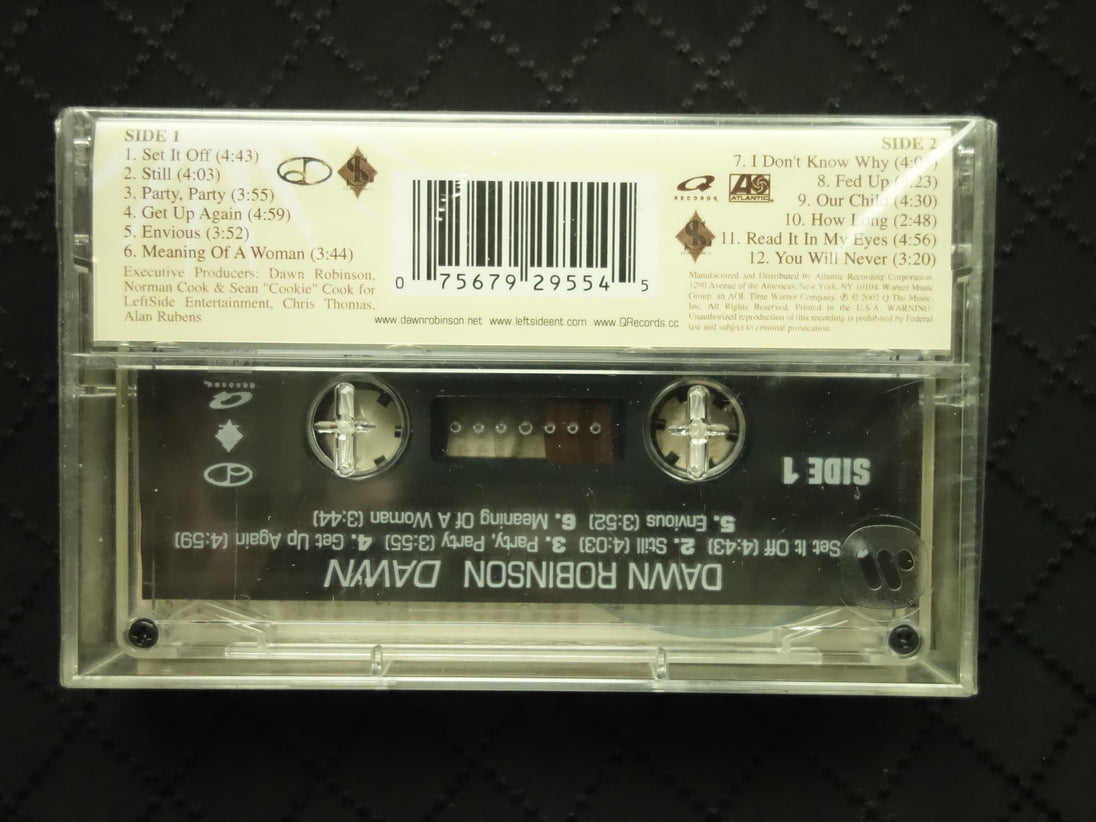 SIDE 1
1. Set It Off (4:43)
2. Still (4:03)
3. Party, Party (3:55)
4. Get Up Again (4:59)
5. Envious (3:52)
6. Meaning Of A Woman (3:44)
Executive Producers: Dawn Robinson,
Norman Cook & Sean "Cookie" Cook for
LeftSide Entertainment, Chris Thomas,
Alan Rubens
0 75679 29554 5
www.dawnrobinson.net www.leftsideent.com www.QRecords.cc
SIDE 2
7. I Don't Know Why
8. Fed Up
9. Our Child (4:30)
10. How Long (2:48)
11. Read It In My Eyes (4:56)
12. You Will Never (3:20)
Q RECORDS
ATLANTIC
Manufactured and Distributed by Atlantic Recording Corporation,
1290 Avenue of the Americas, New York, NY 10104. Warner Music
Group, an AOL Time Warner Company. ℗ © 2002 Q The Music,
Inc. All Rights Reserved. Printed in the U.S.A. WARNING:
Unauthorized reproduction of this recording is prohibited by Federal
law and subject to criminal prosecution.
DAWN ROBINSON DAWN
Set It Off (4:43) 2. Still (4:03) 3. Party, Party (3:55) 4. Get Up Again (4:59)
5. Envious (3:52) 6. Meaning Of A Woman (3:44)
SIDE 1
Q RECORDS